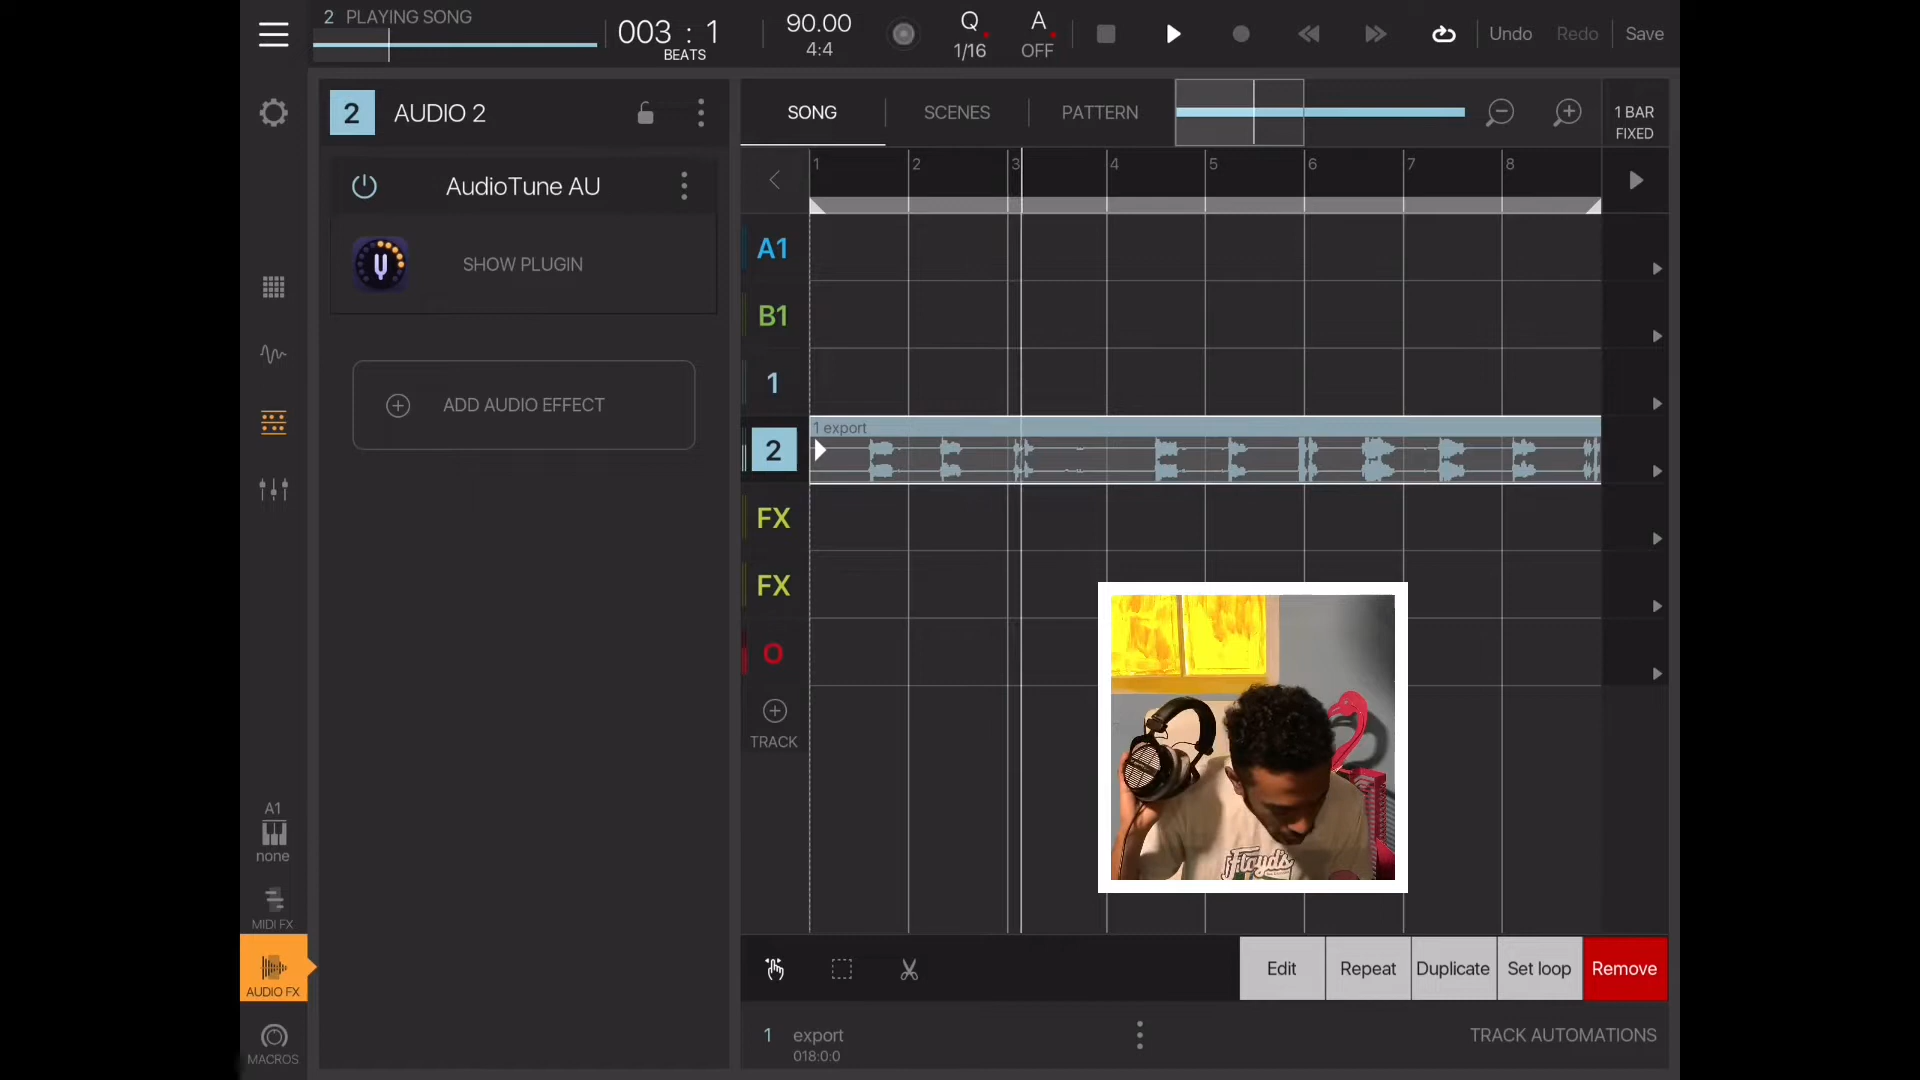 2 PLAYING SONG
003 : 1
BEATS
90.00
4:4
Q
1/16
A
OFF
Undo
Redo
Save
2
AUDIO 2
SONG
SCENES
PATTERN
1 BAR
FIXED
AudioTune AU
SHOW PLUGIN
ADD AUDIO EFFECT
1
2
3
4
5
6
7
8
A1
B1
1
1 export
2
FX
FX
O
TRACK
Floyd's
A1
none
MIDI FX
AUDIO FX
MACROS
Edit
Repeat
Duplicate
Set loop
Remove
1 export
018:0:0
TRACK AUTOMATIONS